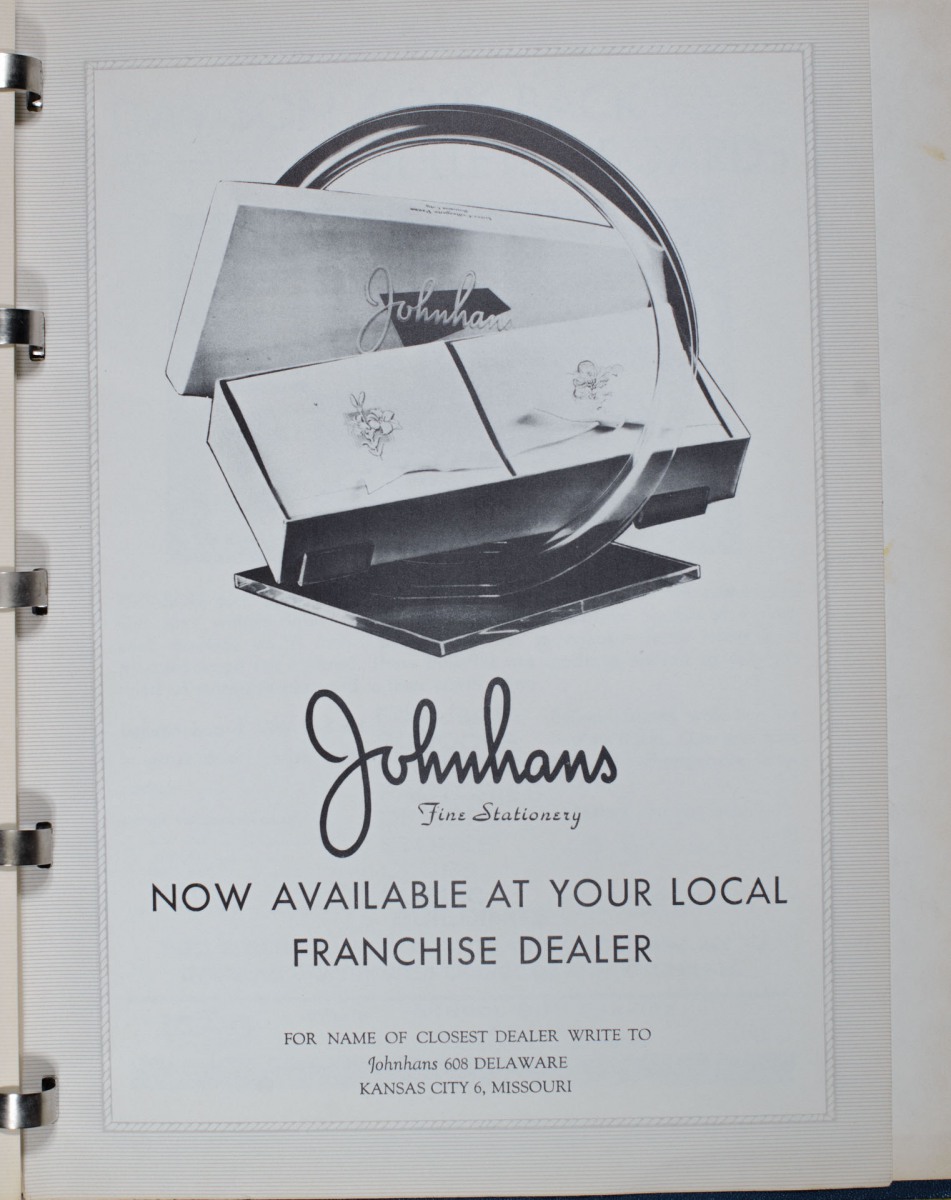 Johnhans
Johnhans
Fine Stationery
NOW AVAILABLE AT YOUR LOCAL
FRANCHISE DEALER
FOR NAME OF CLOSEST DEALER WRITE TO
Johnhans 608 DELAWARE
KANSAS CITY 6, MISSOURI